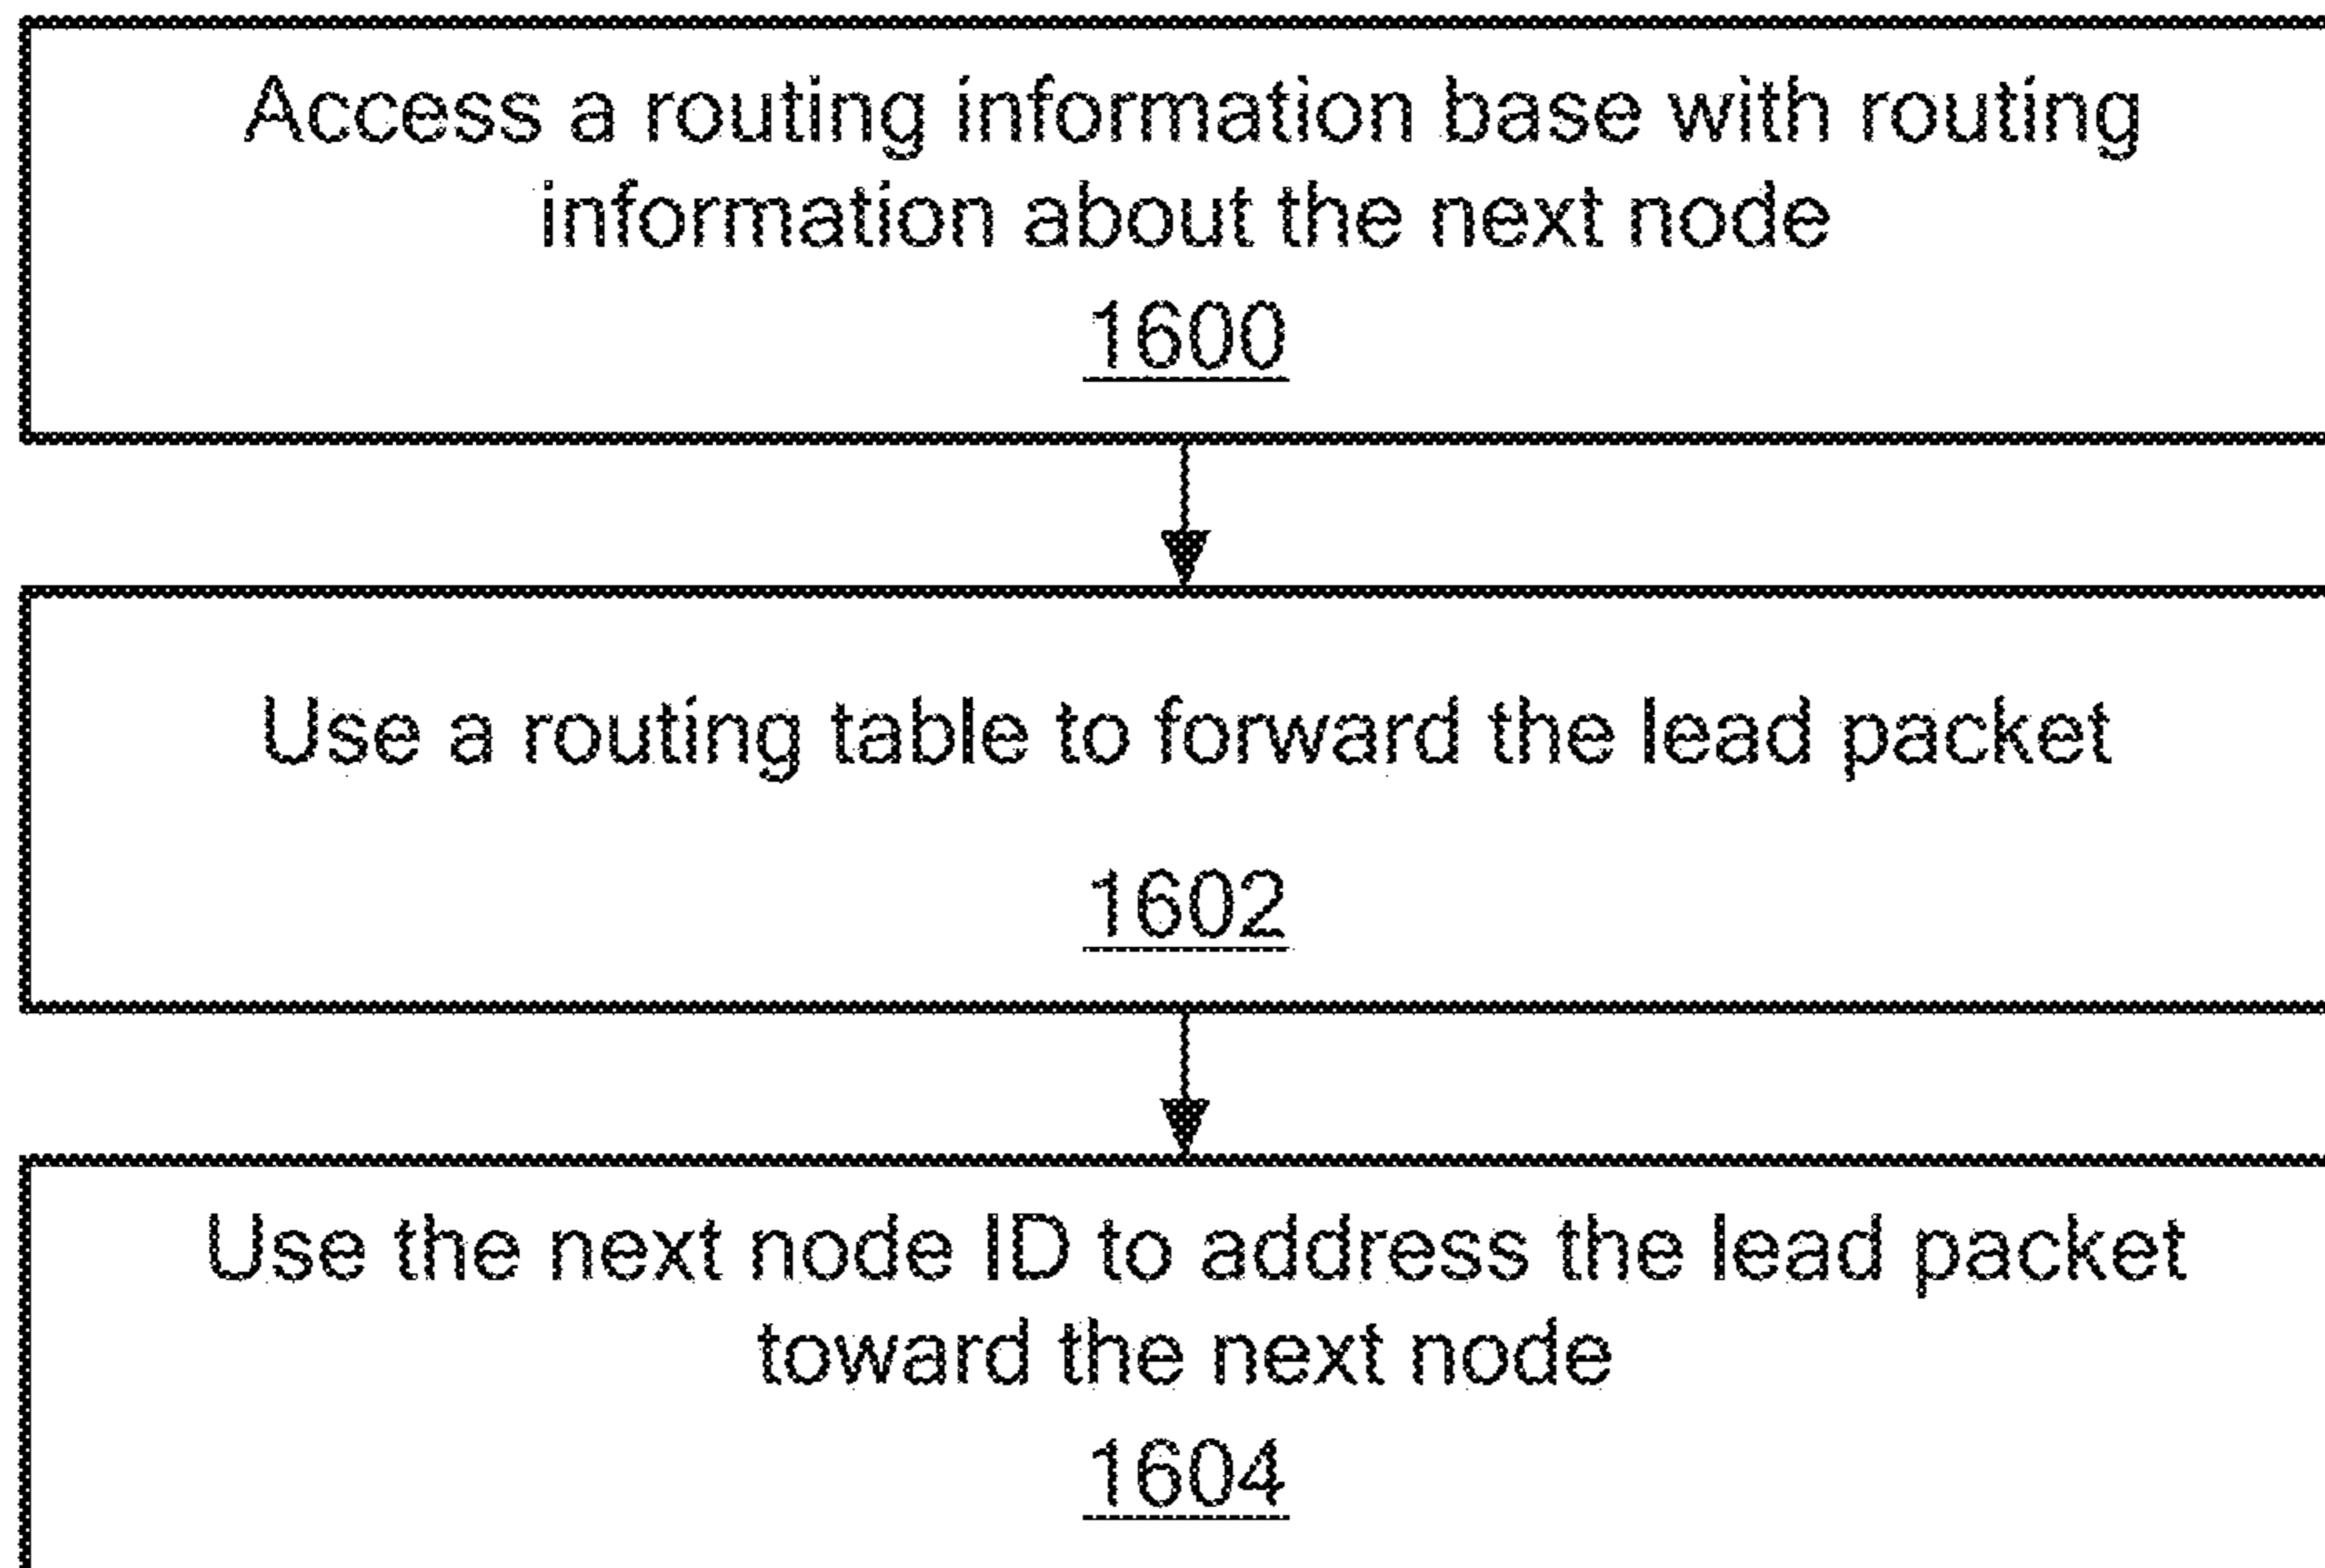 Access a routing information base with routing
information about the next node
1600
Use a routing table to forward the lead packet
1602
Use the next node ID to address the lead packet
toward the next node
1604